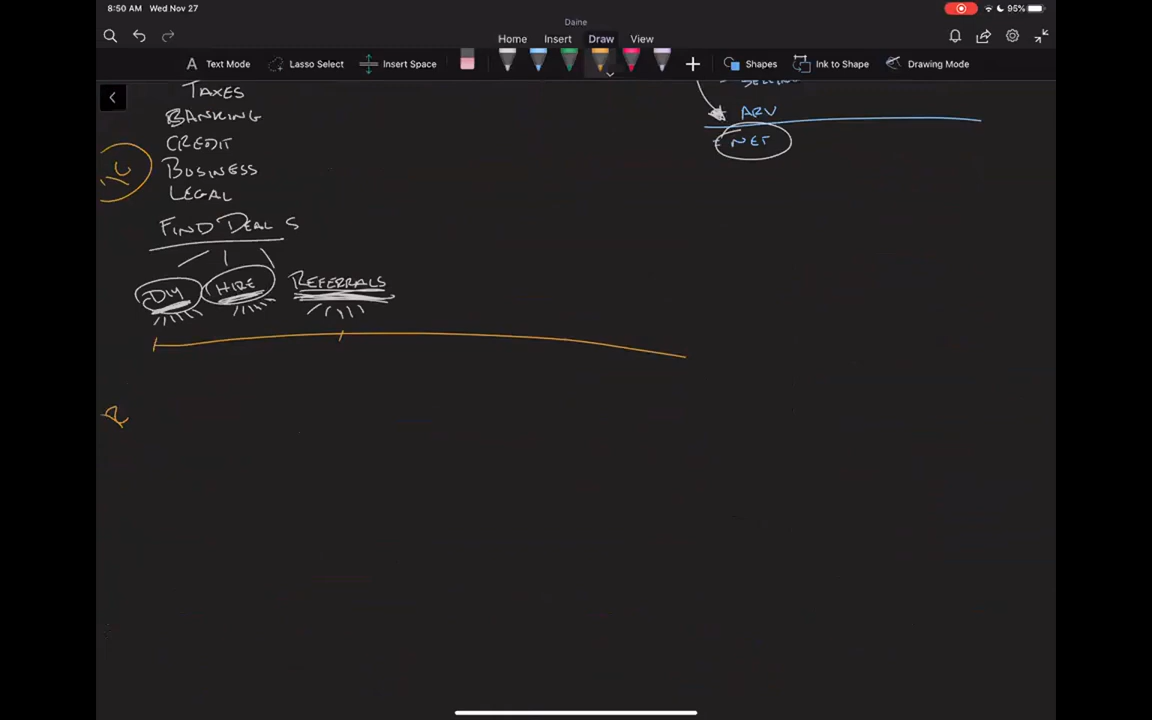 8:50 AM Wed Nov 27
95%
Daine
Home Insert Draw View
Text Mode Lasso Select Insert Space Shapes Ink to Shape Drawing Mode
TAXES
BANKING
CREDIT
BUSINESS
LEGAL
FIND DEALS
DIY HIRE REFERRALS
ARV
= NET